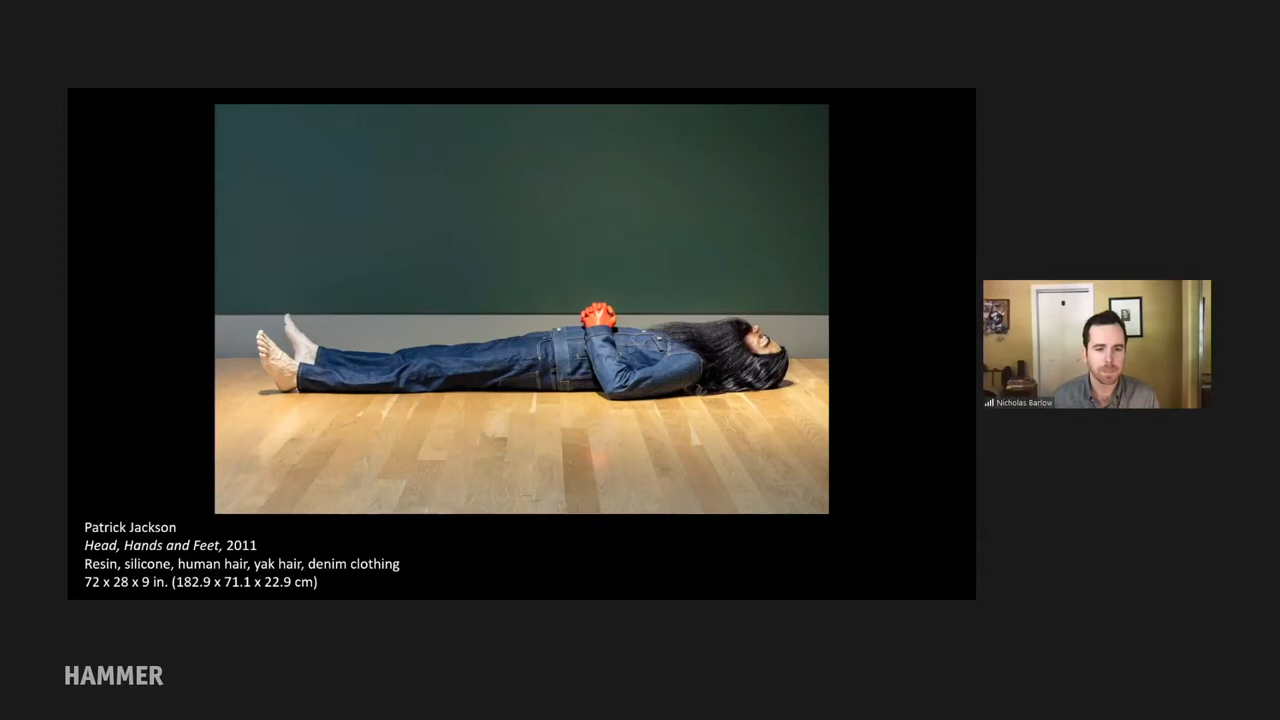 Nicholas Barlow
Patrick Jackson
Head, Hands and Feet, 2011
Resin, silicone, human hair, yak hair, denim clothing
72 x 28 x 9 in. (182.9 x 71.1 x 22.9 cm)
HAMMER